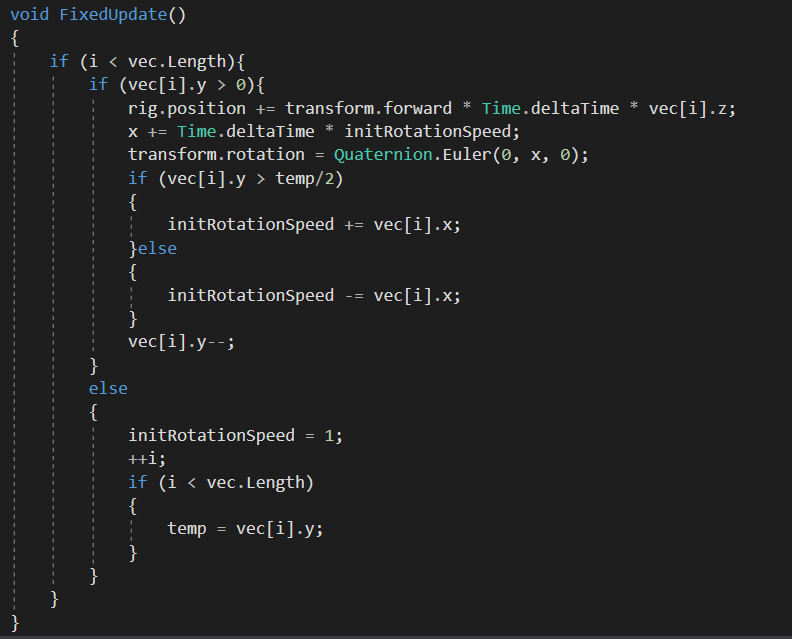 void FixedUpdate()
{
if (i < vec.Length){
if (vec[i].y > 0){
rig.position += transform.forward * Time.deltaTime * vec[i].z;
x += Time.deltaTime * initRotationSpeed;
transform.rotation = Quaternion.Euler(0, x, 0);
if (vec[i].y > temp/2)
{
initRotationSpeed += vec[i].x;
}else
{
initRotationSpeed -= vec[i].x;
}
vec[i].y--;
}
else
{
initRotationSpeed = 1;
++i;
if (i < vec.Length)
{
temp = vec[i].y;
}
}
}
}